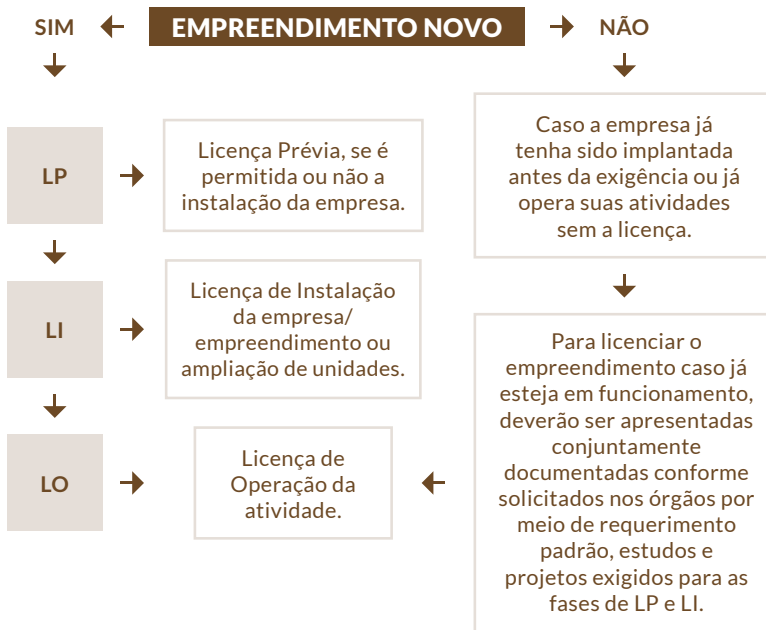 EMPREENDIMENTO NOVO
SIM
NÃO
LP
Licença Prévia, se é
permitida ou não a
instalação da empresa.
LI
Licença de Instalação
da empresa/
empreendimento ou
ampliação de unidades.
LO
Licença de
Operação da
atividade.
Caso a empresa já
tenha sido implantada
antes da exigência ou já
opera suas atividades
sem a licença.
Para licenciar o
empreendimento caso já
esteja em funcionamento,
deverão ser apresentadas
conjuntamente
documentadas conforme
solicitados nos órgãos por
meio de requerimento
padrão, estudos e
projetos exigidos para as
fases de LP e LI.